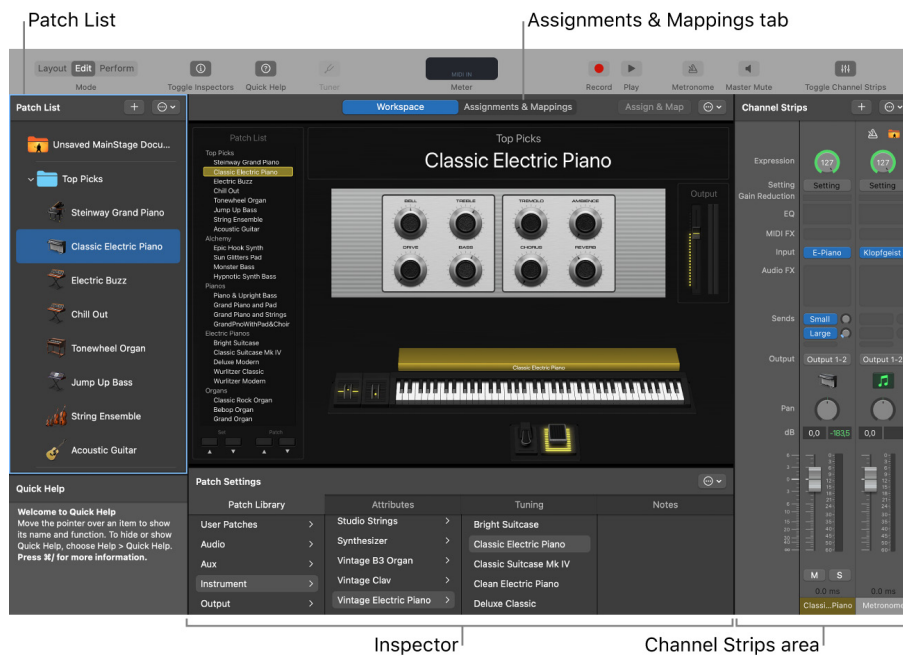 Patch List
Assignments & Mappings tab
Layout Edit Perform
Mode
Toggle Inspectors
Quick Help
Tuner
MIDI IN
Meter
Record
Play
Metronome
Master Mute
Toggle Channel Strips
Patch List
Unsaved MainStage Docu...
Top Picks
Steinway Grand Piano
Classic Electric Piano
Electric Buzz
Chill Out
Tonewheel Organ
Jump Up Bass
String Ensemble
Acoustic Guitar
Quick Help
Welcome to Quick Help
Move the pointer over an item to show
its name and function. To hide or show
Quick Help, choose Help > Quick Help.
Press ⌘/ for more information.
Workspace
Assignments & Mappings
Assign & Map
Patch List
Top Picks
Steinway Grand Piano
Classic Electric Piano
Electric Buzz
Chill Out
Tonewheel Organ
Jump Up Bass
String Ensemble
Acoustic Guitar
Alchemy
Epic Hook Synth
Sun Glitters Pad
Monster Bass
Hypnotic Synth Bass
Pianos
Piano & Upright Bass
Grand Piano and Pad
Grand Piano and Strings
GrandPnoWithPad&Choir
Electric Pianos
Bright Suitcase
Classic Suitcase Mk IV
Deluxe Modern
Wurlitzer Classic
Wurlitzer Modern
Organs
Classic Rock Organ
Bebop Organ
Grand Organ
Set
Patch
Top Picks
Classic Electric Piano
BELL TREBLE TREMOLO AMBIENCE
DRIVE BASS CHORUS REVERB
Output
Classic Electric Piano
Patch Settings
Patch Library
Attributes
Tuning
Notes
User Patches
Audio
Aux
Instrument
Output
Studio Strings
Synthesizer
Vintage B3 Organ
Vintage Clav
Vintage Electric Piano
Bright Suitcase
Classic Electric Piano
Classic Suitcase Mk IV
Clean Electric Piano
Deluxe Classic
Channel Strips
Expression 127 127
Setting Setting Setting
Gain Reduction
EQ
MIDI FX
Input E-Piano Klopfgeist
Audio FX
Sends Small
Large
Output Output 1-2 Output 1-2
Pan
dB 0,0 -183,5 0,0
M S
0.0 ms 0.0 ms
Classi...Piano Metronome
Inspector
Channel Strips area